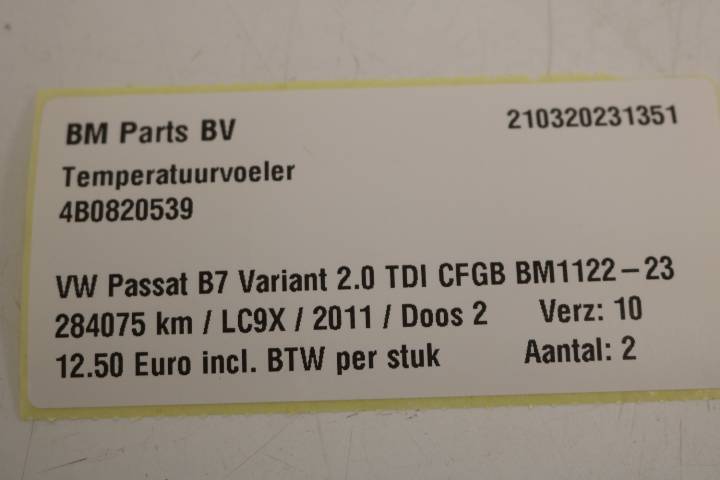 BM Parts BV 210320231351
Temperatuurvoeler
4B0820539
VW Passat B7 Variant 2.0 TDI CFGB BM1122-23
284075 km / LC9X / 2011 / Doos 2 Verz: 10
12.50 Euro incl. BTW per stuk Aantal: 2